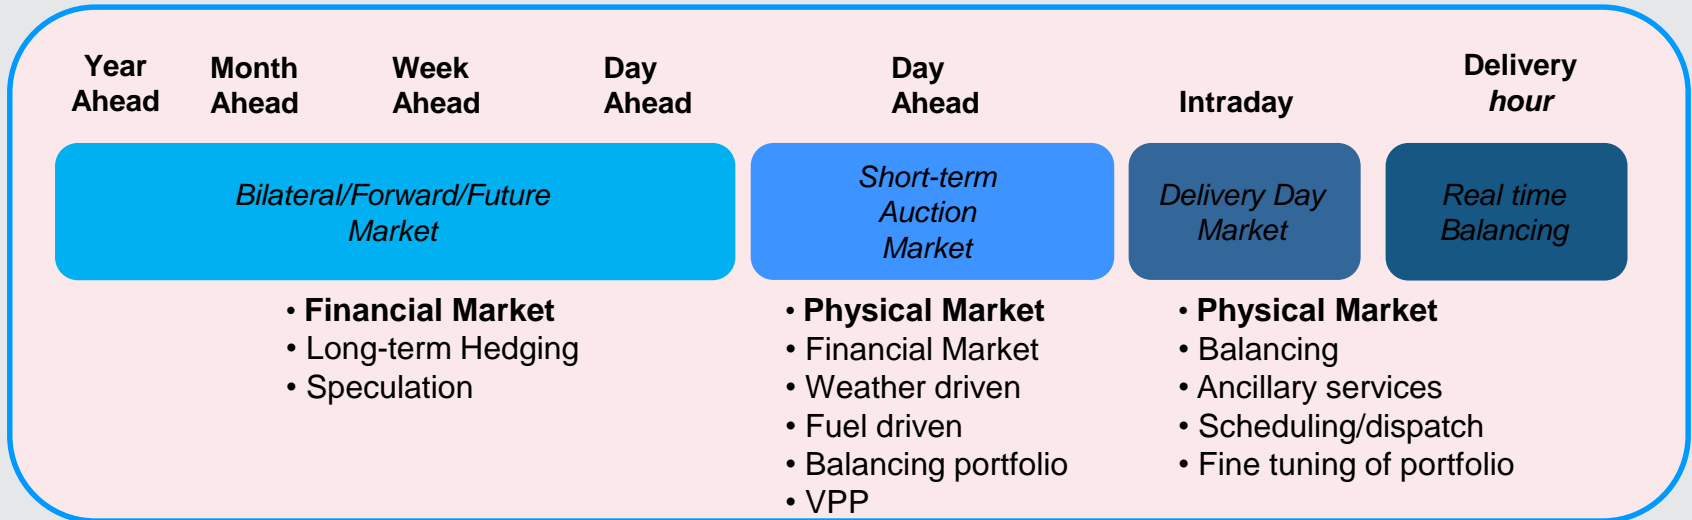 Year
Ahead
Month
Ahead
Week
Ahead
Day
Ahead
Day
Ahead
Intraday
Delivery
hour
Bilateral/Forward/Future
Market
Short-term
Auction
Market
Delivery Day
Market
Real time
Balancing
• Financial Market
• Long-term Hedging
• Speculation
• Physical Market
• Financial Market
• Weather driven
• Fuel driven
• Balancing portfolio
• VPP
• Physical Market
• Balancing
• Ancillary services
• Scheduling/dispatch
• Fine tuning of portfolio